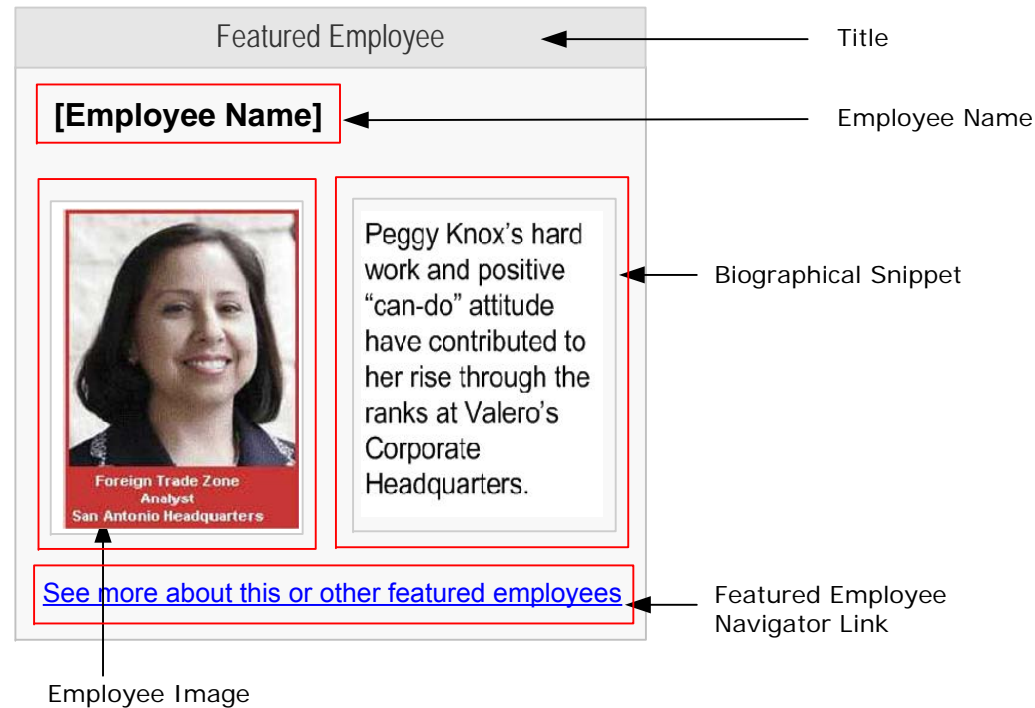 Featured Employee
Title
[Employee Name]
Employee Name
Foreign Trade Zone
Analyst
San Antonio Headquarters
Peggy Knox’s hard
work and positive
“can-do” attitude
have contributed to
her rise through the
ranks at Valero’s
Corporate
Headquarters.
Biographical Snippet
See more about this or other featured employees
Featured Employee
Navigator Link
Employee Image